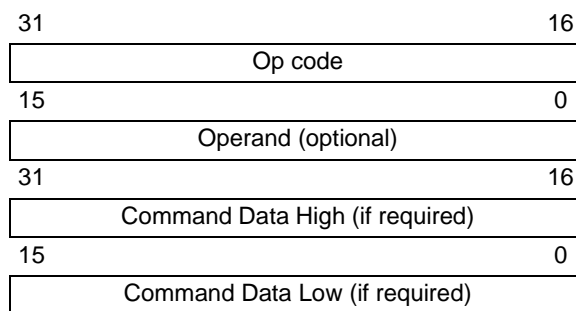 31 16
Op code
15 0
Operand (optional)
31 16
Command Data High (if required)
15 0
Command Data Low (if required)